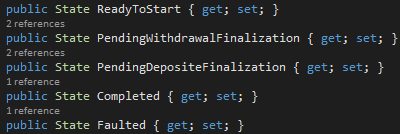 public State ReadyToStart { get; set; }
2 references
public State PendingWithdrawalFinalization { get; set; }
2 references
public State PendingDepositeFinalization { get; set; }
1 reference
public State Completed { get; set; }
1 reference
public State Faulted { get; set; }